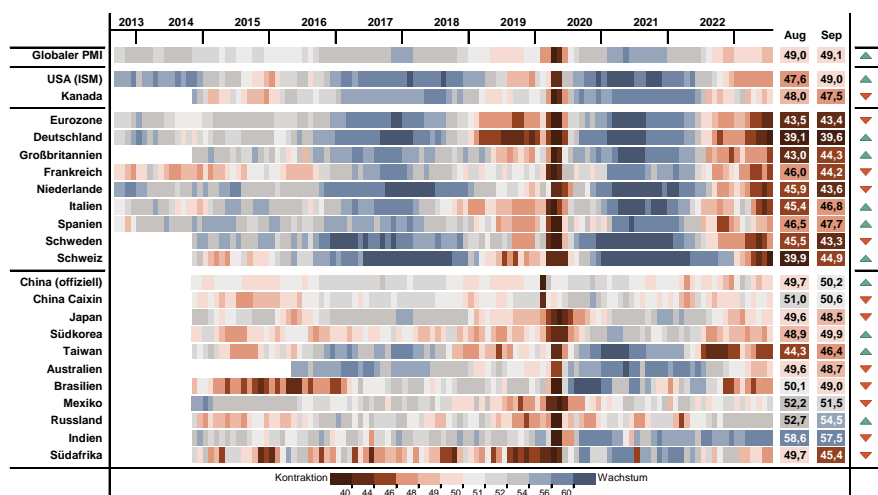 2013 2014 2015 2016 2017 2018 2019 2020 2021 2022
Aug Sep
Globaler PMI 49,0 49,1
USA (ISM) 47,6 49,0
Kanada 48,0 47,5
Eurozone 43,5 43,4
Deutschland 39,1 39,6
Großbritannien 43,0 44,3
Frankreich 46,0 44,2
Niederlande 45,9 43,6
Italien 45,4 46,8
Spanien 46,5 47,7
Schweden 45,5 43,3
Schweiz 39,9 44,9
China (offiziell) 49,7 50,2
China Caixin 51,0 50,6
Japan 49,6 48,5
Südkorea 48,9 49,9
Taiwan 44,3 46,4
Australien 49,6 48,7
Brasilien 50,1 49,0
Mexiko 52,2 51,5
Russland 52,7 54,5
Indien 58,6 57,5
Südafrika 49,7 45,4
Kontraktion Wachstum
40 44 46 48 49 50 51 52 54 56 60